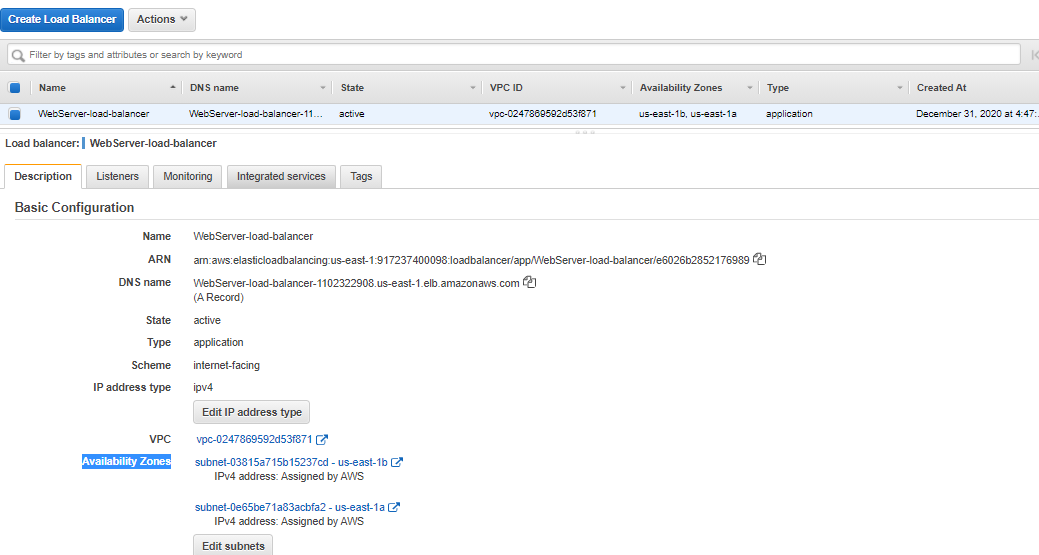 Create Load Balancer Actions
Filter by tags and attributes or search by keyword
Name DNS name State VPC ID Availability Zones Type Created At
WebServer-load-balancer WebServer-load-balancer-11... active vpc-0247869592d53f871 us-east-1b, us-east-1a application December 31, 2020 at 4:47:..
Load balancer: WebServer-load-balancer
Description Listeners Monitoring Integrated services Tags
Basic Configuration
Name WebServer-load-balancer
ARN arn:aws:elasticloadbalancing:us-east-1:917237400098:loadbalancer/app/WebServer-load-balancer/e6026b2852176989
DNS name WebServer-load-balancer-1102322908.us-east-1.elb.amazonaws.com
(A Record)
State active
Type application
Scheme internet-facing
IP address type ipv4
Edit IP address type
VPC vpc-0247869592d53f871
Availability Zones subnet-03815a715b15237cd - us-east-1b
IPv4 address: Assigned by AWS
subnet-0e65be71a83acbfa2 - us-east-1a
IPv4 address: Assigned by AWS
Edit subnets